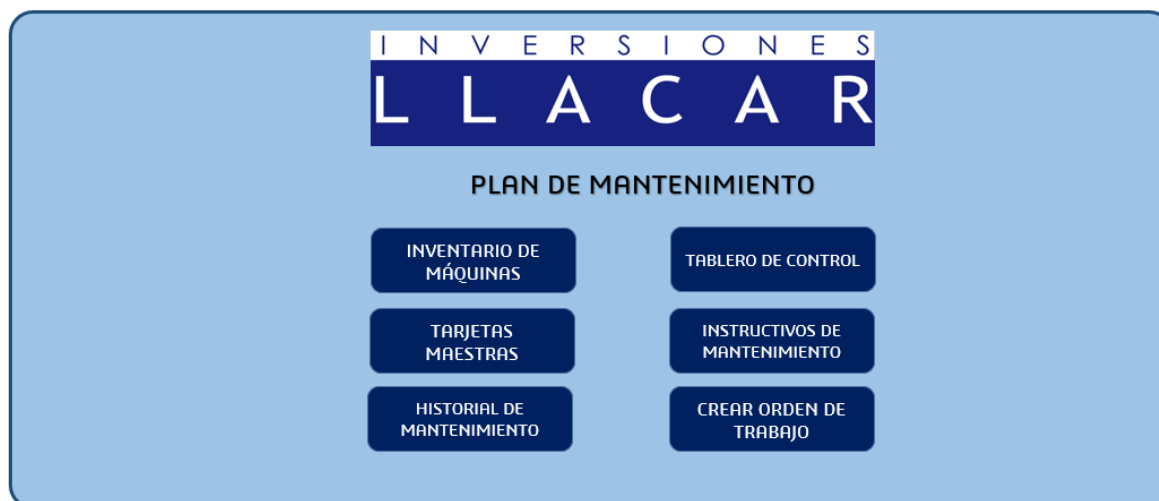 INVERSIONES
LLACAR
PLAN DE MANTENIMIENTO
INVENTARIO DE
MÁQUINAS
TABLERO DE CONTROL
TARJETAS
MAESTRAS
INSTRUCTIVOS DE
MANTENIMIENTO
HISTORIAL DE
MANTENIMIENTO
CREAR ORDEN DE
TRABAJO